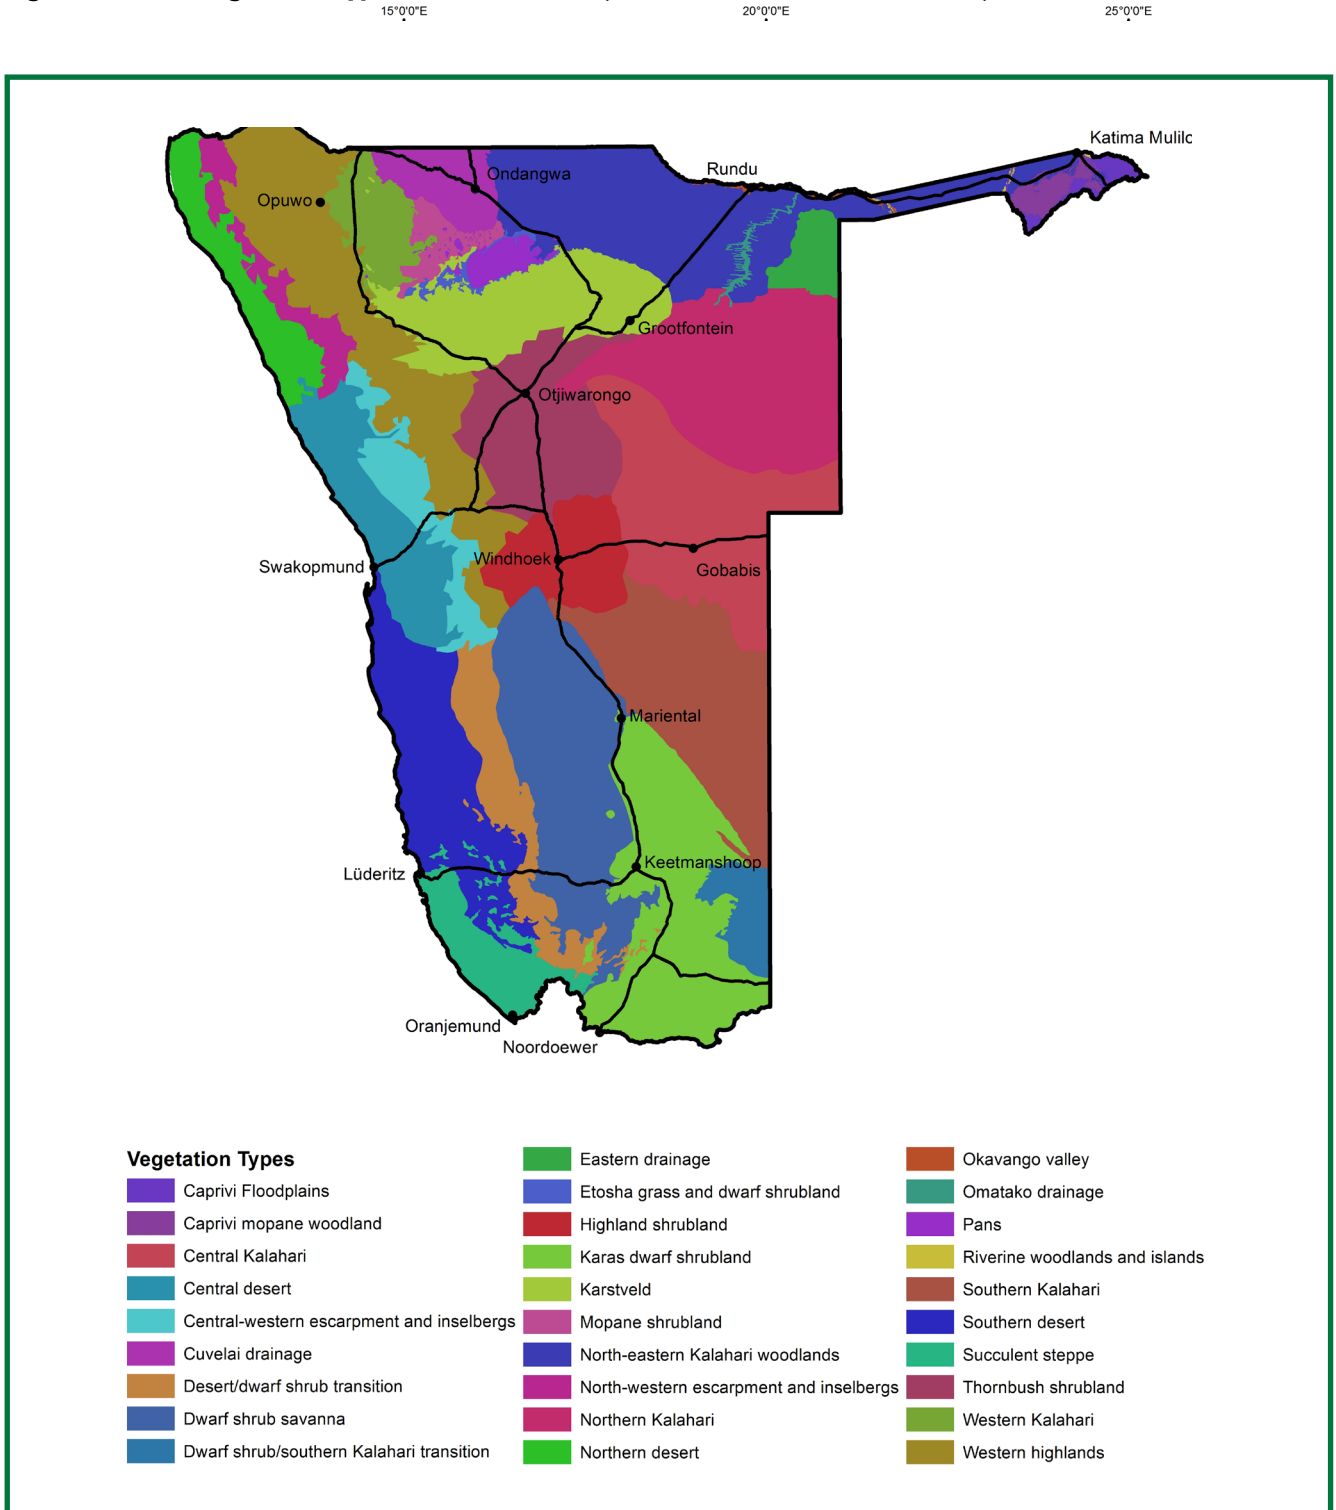 15°0'0"E 20°0'0"E 25°0'0"E
Katima Mulilc
Rundu
Ondangwa
Opuwo
Grootfontein
Otjiwarongo
Windhoek
Swakopmund
Gobabis
Mariental
Keetmanshoop
Lüderitz
Oranjemund
Noordoewer
Vegetation Types
Caprivi Floodplains
Caprivi mopane woodland
Central Kalahari
Central desert
Central-western escarpment and inselbergs
Cuvelai drainage
Desert/dwarf shrub transition
Dwarf shrub savanna
Dwarf shrub/southern Kalahari transition
Eastern drainage
Etosha grass and dwarf shrubland
Highland shrubland
Karas dwarf shrubland
Karstveld
Mopane shrubland
North-eastern Kalahari woodlands
North-western escarpment and inselbergs
Northern Kalahari
Northern desert
Okavango valley
Omatako drainage
Pans
Riverine woodlands and islands
Southern Kalahari
Southern desert
Succulent steppe
Thornbush shrubland
Western Kalahari
Western highlands